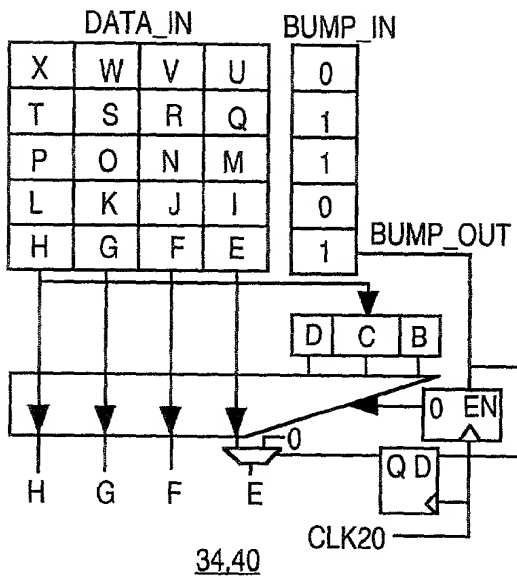 DATA_IN BUMP_IN
X W V U 0
T S R Q 1
P O N M 1
L K J I 0
H G F E 1
BUMP_OUT
D C B
0 EN
0
Q D
H G F E
CLK20
34,40